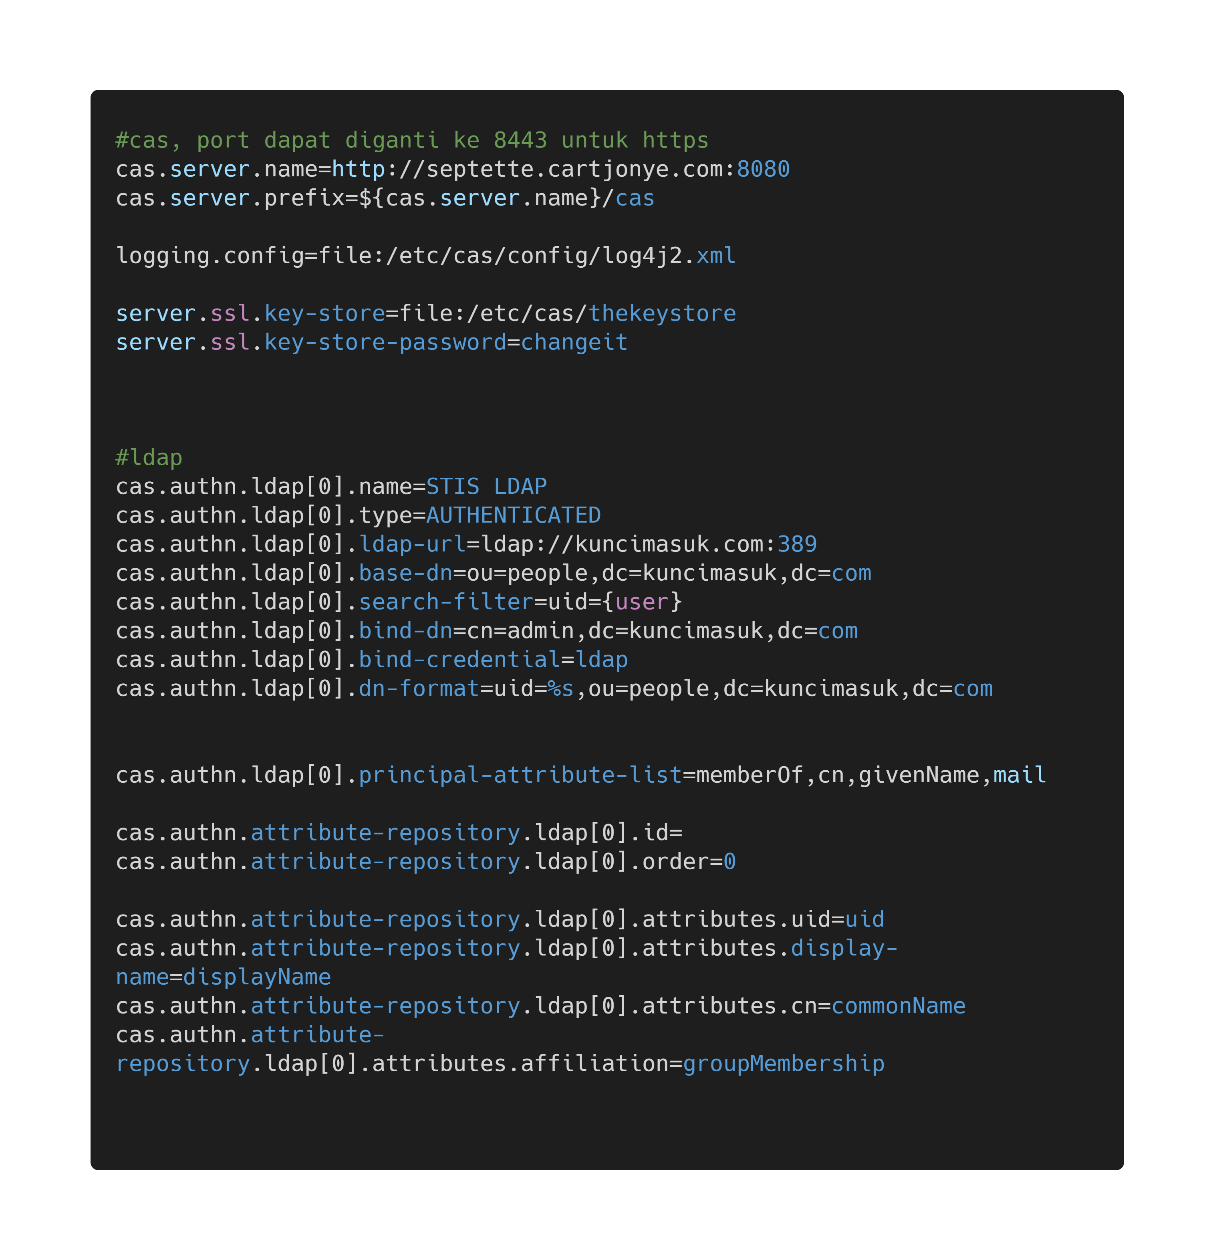 #cas, port dapat diganti ke 8443 untuk https
cas.server.name=http://septette.cartjonye.com:8080
cas.server.prefix=${cas.server.name}/cas
logging.config=file:/etc/cas/config/log4j2.xml
server.ssl.key-store=file:/etc/cas/thekeystore
server.ssl.key-store-password=changeit
#ldap
cas.authn.ldap[0].name=STIS LDAP
cas.authn.ldap[0].type=AUTHENTICATED
cas.authn.ldap[0].ldap-url=ldap://kuncimasuk.com:389
cas.authn.ldap[0].base-dn=ou=people,dc=kuncimasuk,dc=com
cas.authn.ldap[0].search-filter=uid={user}
cas.authn.ldap[0].bind-dn=cn=admin,dc=kuncimasuk,dc=com
cas.authn.ldap[0].bind-credential=ldap
cas.authn.ldap[0].dn-format=uid=%s,ou=people,dc=kuncimasuk,dc=com
cas.authn.ldap[0].principal-attribute-list=memberOf,cn,givenName,mail
cas.authn.attribute-repository.ldap[0].id=
cas.authn.attribute-repository.ldap[0].order=0
cas.authn.attribute-repository.ldap[0].attributes.uid=uid
cas.authn.attribute-repository.ldap[0].attributes.display-
name=displayName
cas.authn.attribute-repository.ldap[0].attributes.cn=commonName
cas.authn.attribute-
repository.ldap[0].attributes.affiliation=groupMembership